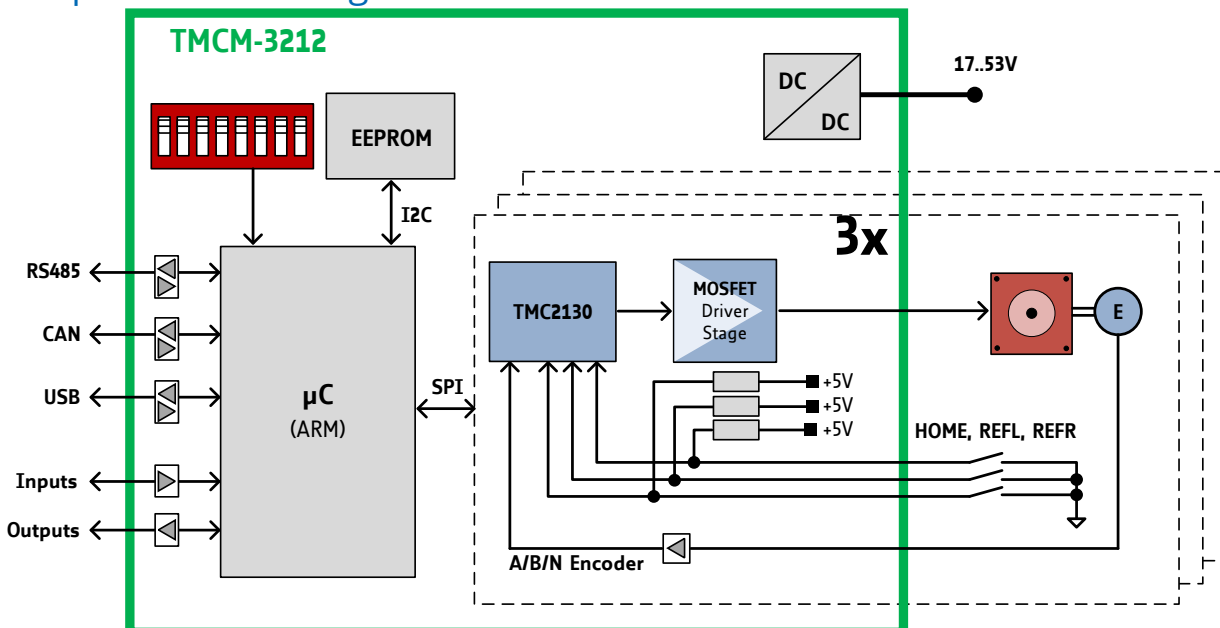 TMCM-3212
17..53V
DC
DC
EEPROM
I2C
3x
RS485
CAN
USB
Inputs
Outputs
µC
(ARM)
SPI
TMC2130
MOSFET
Driver
Stage
E
+5V
+5V
+5V
HOME, REFL, REFR
A/B/N Encoder